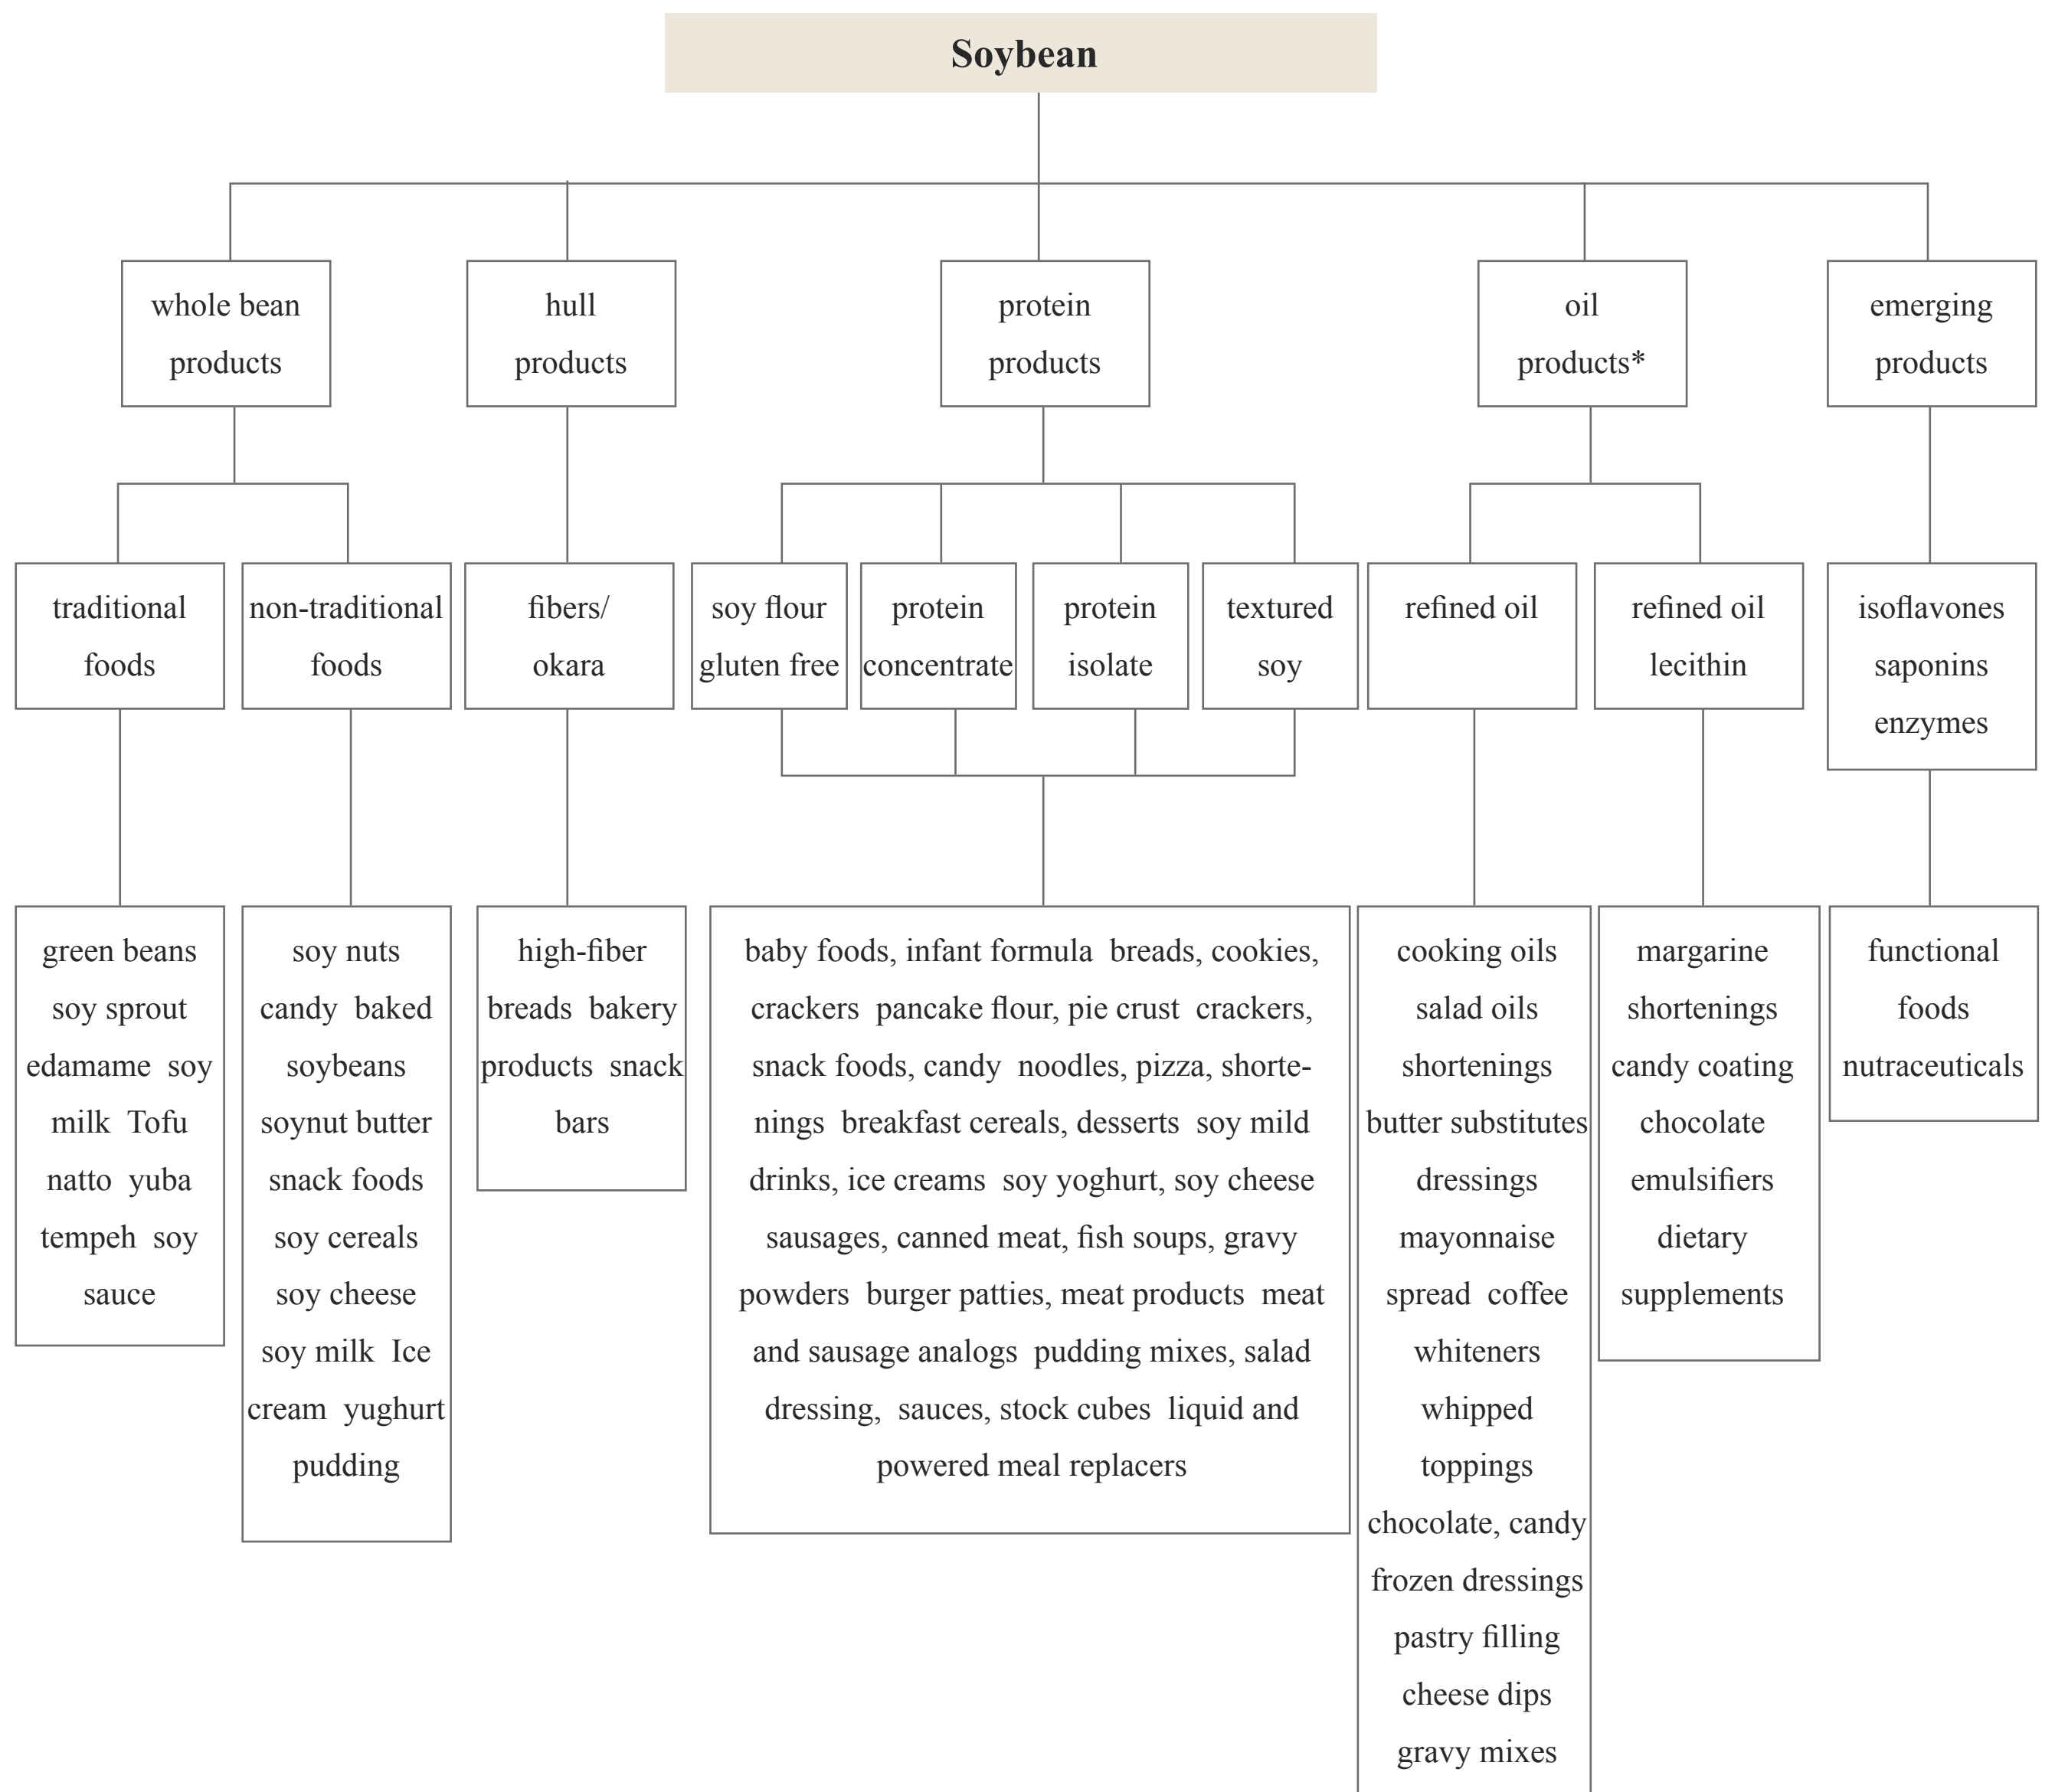 Soybean
whole bean
products
hull
products
protein
products
oil
products*
emerging
products
traditional
foods
non-traditional
foods
fibers/
okara
soy flour
gluten free
protein
concentrate
protein
isolate
textured
soy
refined oil
refined oil
lecithin
isoflavones
saponins
enzymes
green beans
soy sprout
edamame soy
milk Tofu
natto yuba
tempeh soy
sauce
soy nuts
candy baked
soybeans
soynut butter
snack foods
soy cereals
soy cheese
soy milk Ice
cream yughurt
pudding
high-fiber
breads bakery
products snack
bars
baby foods, infant formula breads, cookies,
crackers pancake flour, pie crust crackers,
snack foods, candy noodles, pizza, shorte-
nings breakfast cereals, desserts soy mild
drinks, ice creams soy yoghurt, soy cheese
sausages, canned meat, fish soups, gravy
powders burger patties, meat products meat
and sausage analogs pudding mixes, salad
dressing, sauces, stock cubes liquid and
powered meal replacers
cooking oils
salad oils
shortenings
butter substitutes
dressings
mayonnaise
spread coffee
whiteners
whipped
toppings
chocolate, candy
frozen dressings
pastry filling
cheese dips
gravy mixes
margarine
shortenings
candy coating
chocolate
emulsifiers
dietary
supplements
functional
foods
nutraceuticals